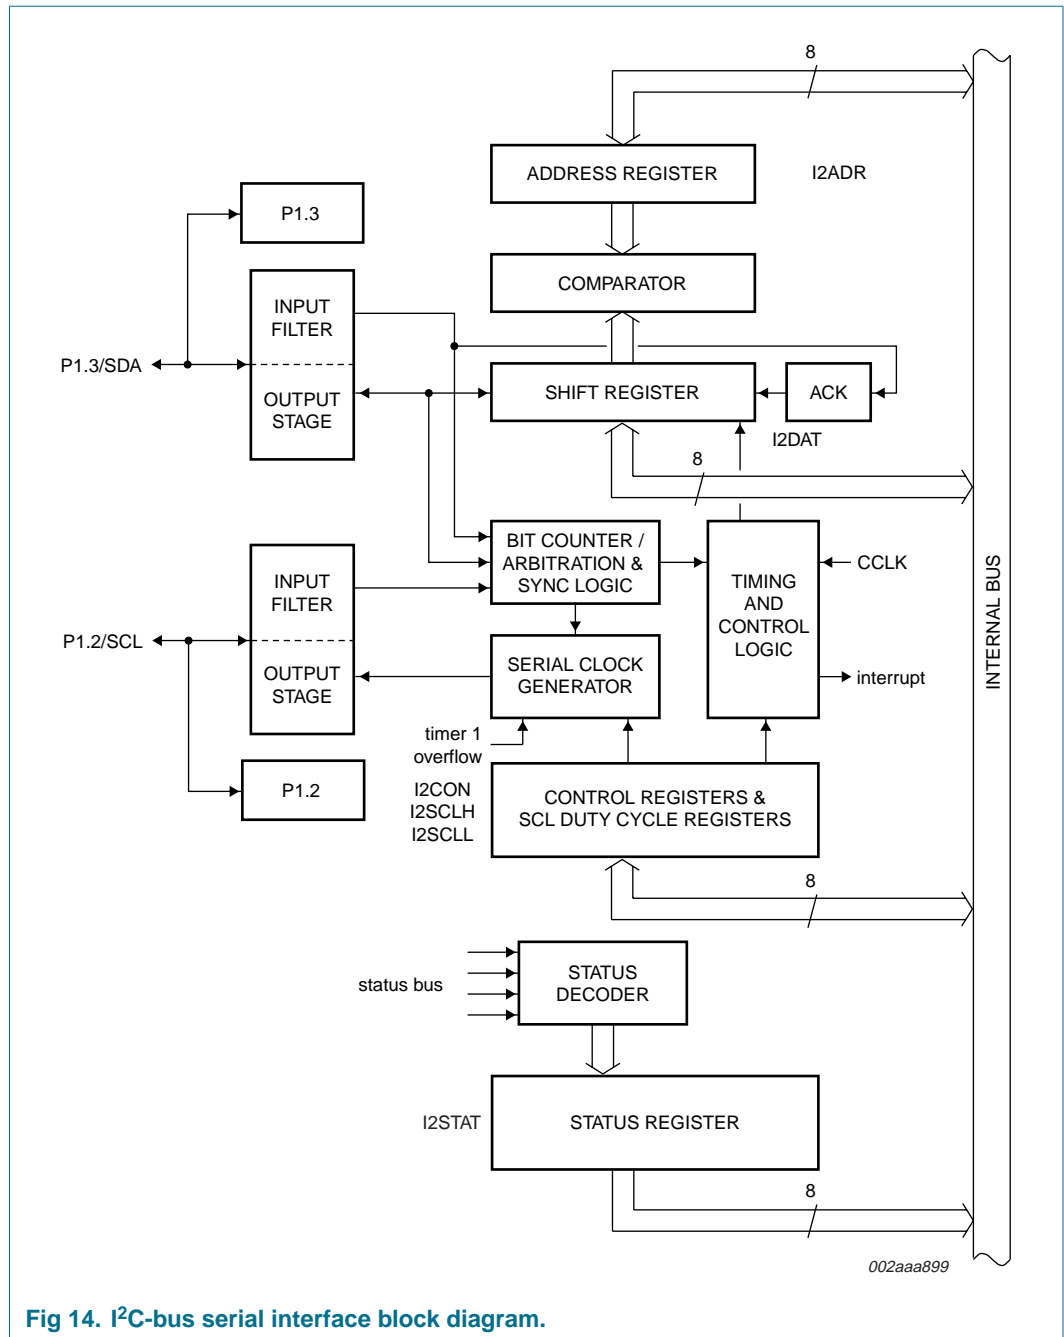 8
ADDRESS REGISTER
I2ADR
P1.3
COMPARATOR
INPUT
FILTER
P1.3/SDA
OUTPUT
STAGE
SHIFT REGISTER
ACK
I2DAT
8
BIT COUNTER /
ARBITRATION &
SYNC LOGIC
TIMING
AND
CONTROL
LOGIC
CCLK
INTERNAL BUS
INPUT
FILTER
P1.2/SCL
OUTPUT
STAGE
SERIAL CLOCK
GENERATOR
interrupt
timer 1
overflow
P1.2
I2CON
I2SCLH
I2SCLL
CONTROL REGISTERS &
SCL DUTY CYCLE REGISTERS
8
status bus
STATUS
DECODER
I2STAT
STATUS REGISTER
8
002aaa899
Fig 14. I²C-bus serial interface block diagram.